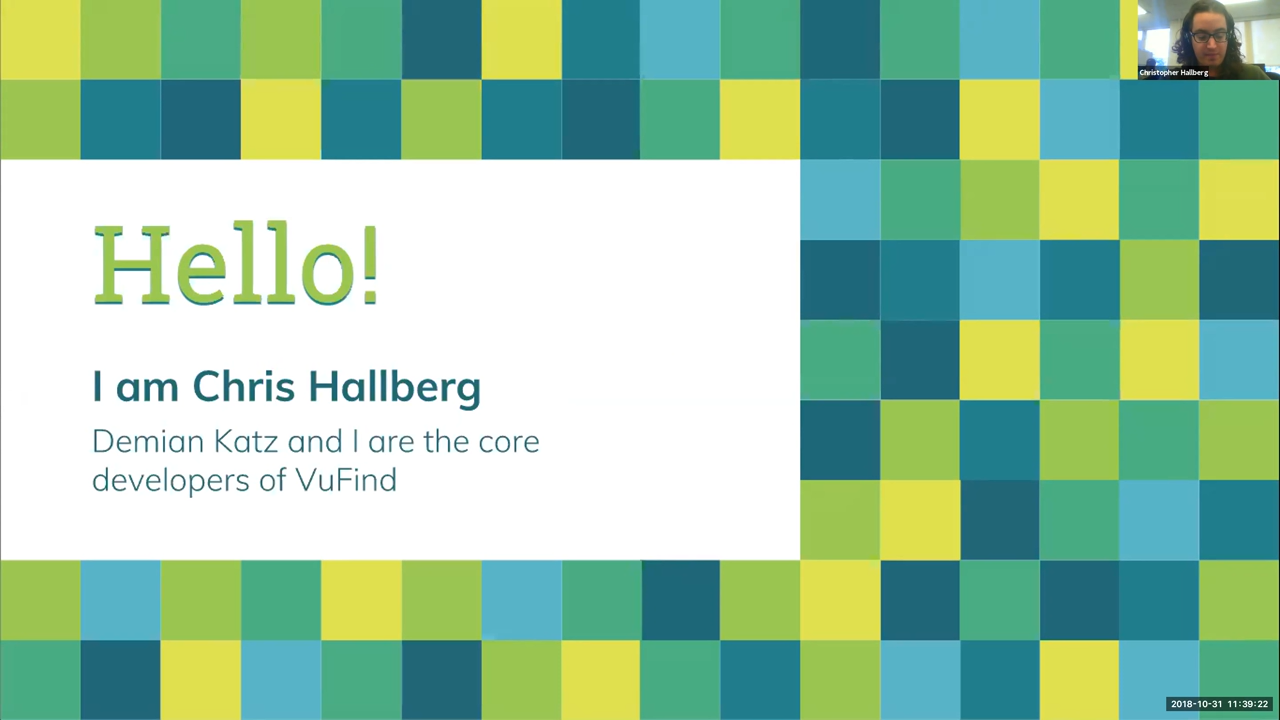 Christopher Hallberg
Hello!
I am Chris Hallberg
Demian Katz and I are the core
developers of VuFind
2018-10-31 11:39:22